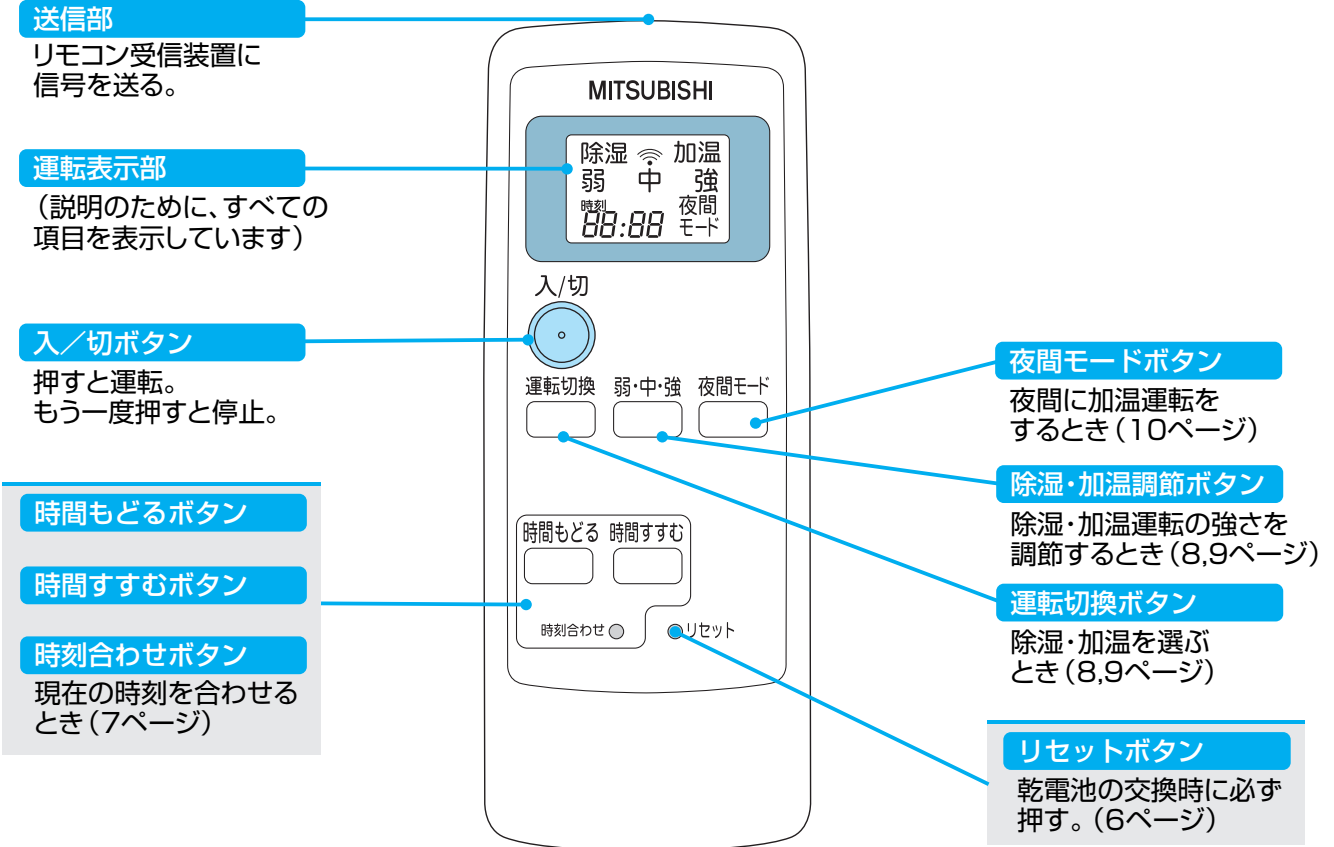 送信部
リモコン受信装置に
信号を送る。
運転表示部
（説明のために、すべての
項目を表示しています）
入／切ボタン
押すと運転。
もう一度押すと停止。
時間もどるボタン
時間すすむボタン
時刻合わせボタン
現在の時刻を合わせる
とき（7ページ）
MITSUBISHI
除湿 加温
弱 中 強
時刻 夜間
88:88 モード
入/切
運転切換 弱・中・強 夜間モード
時間もどる 時間すすむ
時刻合わせ リセット
夜間モードボタン
夜間に加温運転を
するとき（10ページ）
除湿・加温調節ボタン
除湿・加温運転の強さを
調節するとき（8,9ページ）
運転切換ボタン
除湿・加温を選ぶ
とき（8,9ページ）
リセットボタン
乾電池の交換時に必ず
押す。（6ページ）